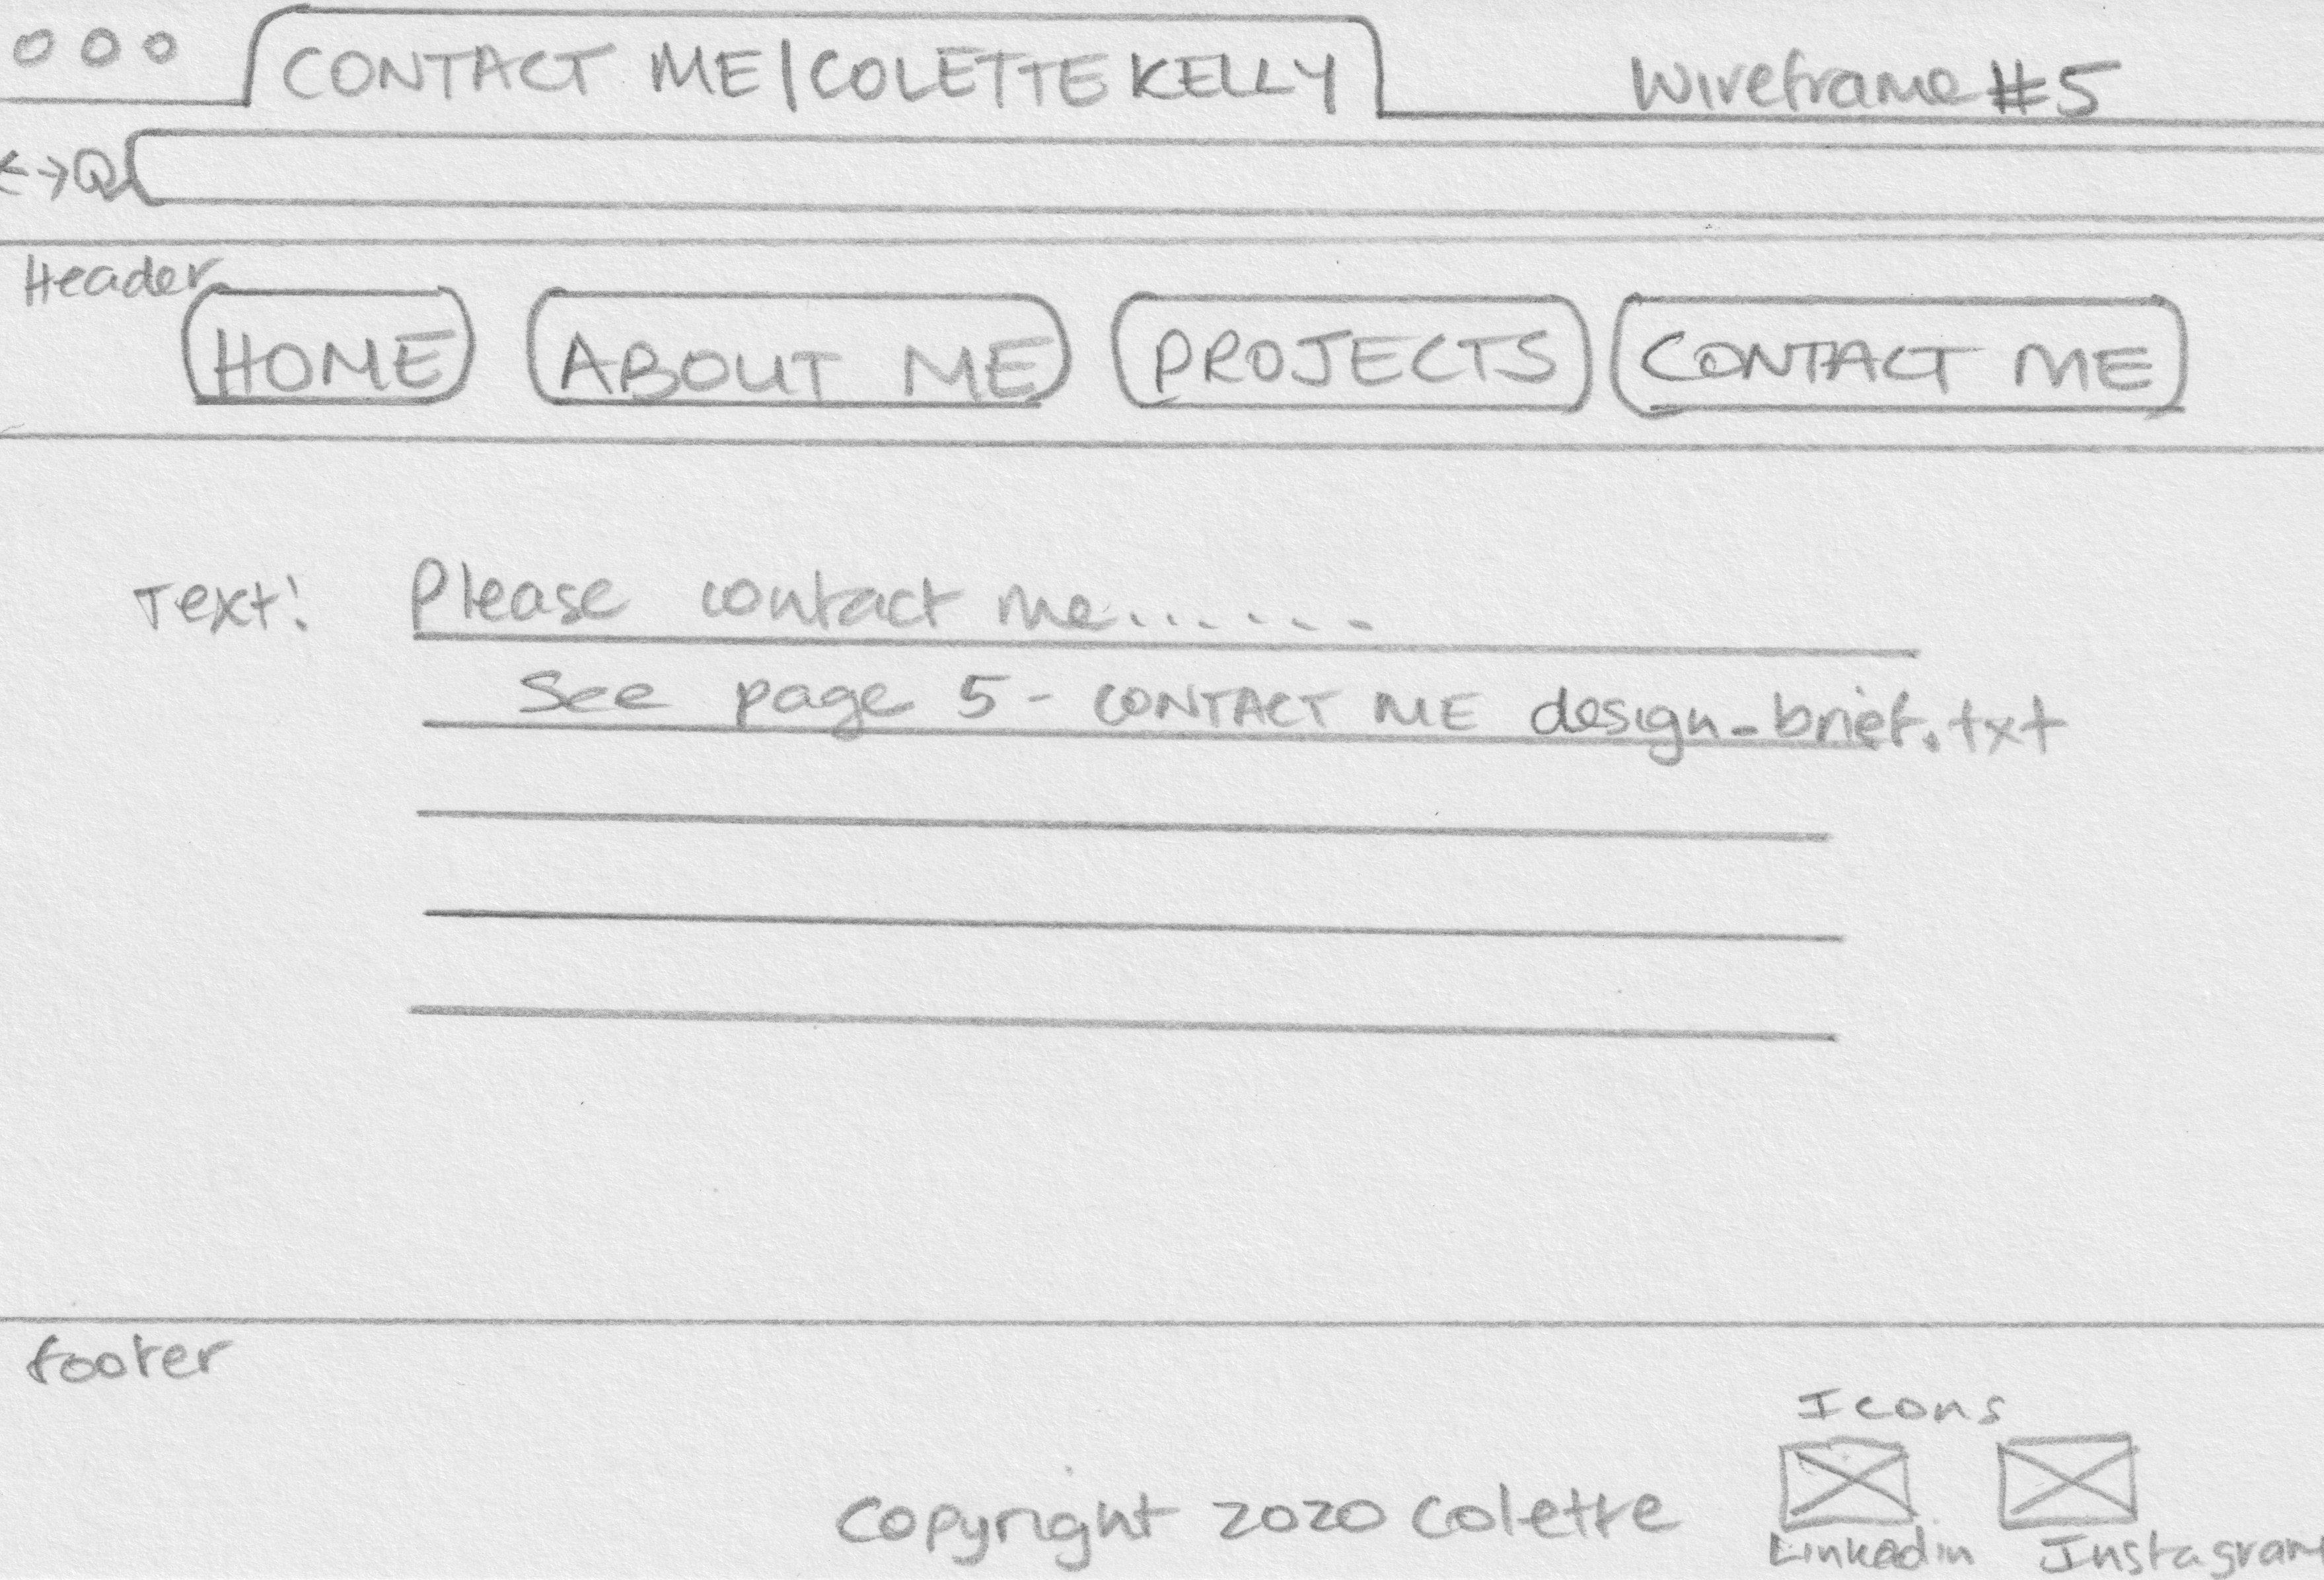 CONTACT ME | COLETTE KELLY
Wireframe #5
Header
HOME ABOUT ME PROJECTS CONTACT ME
Text:
Please contact me......
See page 5 - CONTACT ME design-brief.txt
footer
Icons
Copyright 2020 Colette
Linkedin Instagram